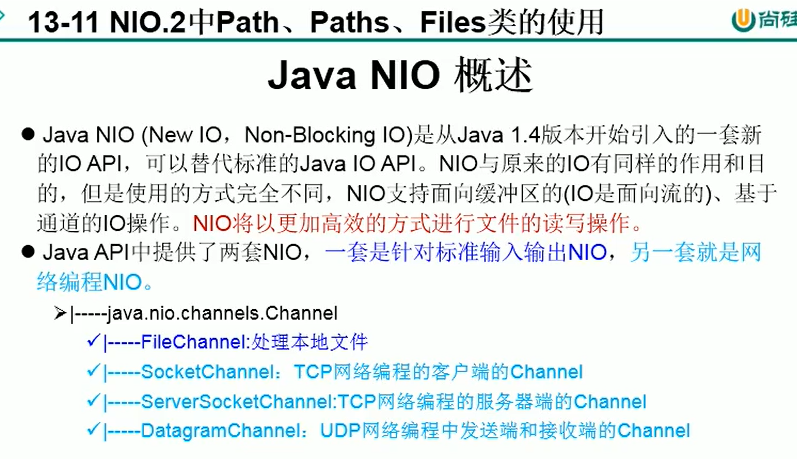 13-11 NIO.2中Path、Paths、Files类的使用
尚硅
Java NIO 概述
● Java NIO (New IO，Non-Blocking IO)是从Java 1.4版本开始引入的一套新
的IO API，可以替代标准的Java IO API。NIO与原来的IO有同样的作用和目
的，但是使用的方式完全不同，NIO支持面向缓冲区的(IO是面向流的)、基于
通道的IO操作。NIO将以更加高效的方式进行文件的读写操作。
● Java API中提供了两套NIO，一套是针对标准输入输出NIO，另一套就是网
络编程NIO。
➢|-----java.nio.channels.Channel
✓|-----FileChannel:处理本地文件
✓|-----SocketChannel：TCP网络编程的客户端的Channel
✓|-----ServerSocketChannel:TCP网络编程的服务器端的Channel
✓|-----DatagramChannel：UDP网络编程中发送端和接收端的Channel